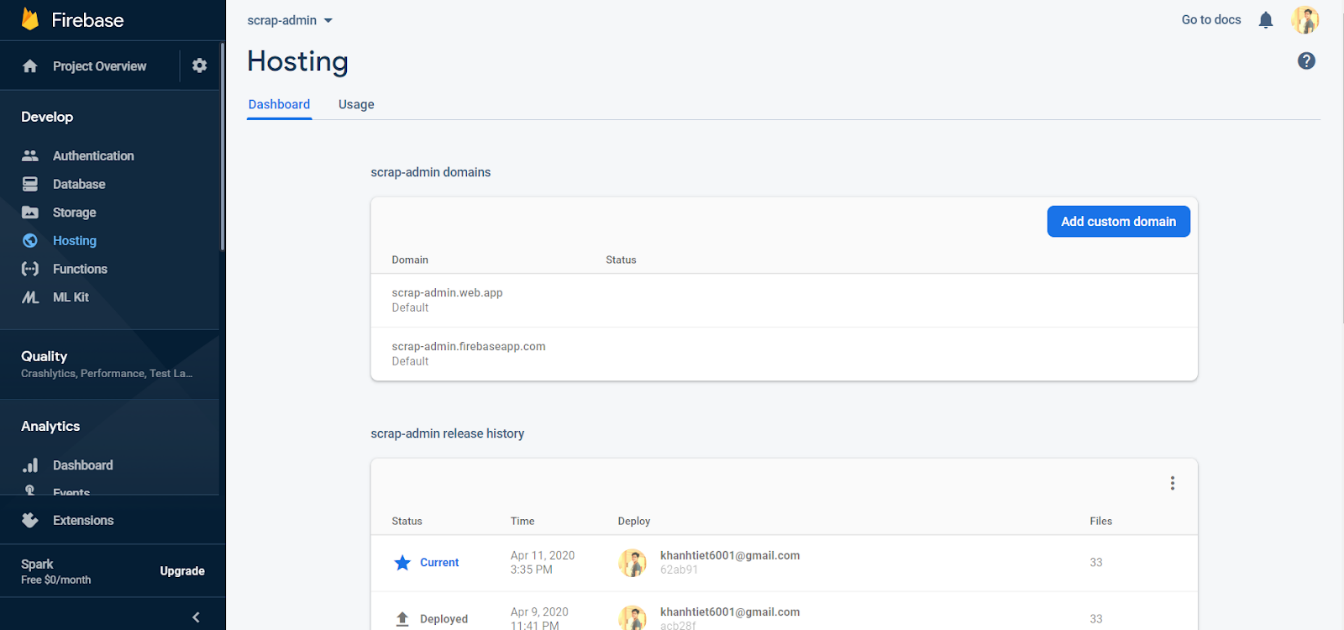 Firebase
Project Overview
Develop
Authentication
Database
Storage
Hosting
Functions
ML Kit
Quality
Crashlytics, Performance, Test La...
Analytics
Dashboard
Events
Extensions
Spark
Free $0/month
Upgrade
scrap-admin
Go to docs
Hosting
Dashboard Usage
scrap-admin domains
Add custom domain
Domain Status
scrap-admin.web.app
Default
scrap-admin.firebaseapp.com
Default
scrap-admin release history
Status Time Deploy Files
Current Apr 11, 2020 3:35 PM khanhtiet6001@gmail.com 62ab91 33
Deployed Apr 9, 2020 11:41 PM khanhtiet6001@gmail.com acb28f 33